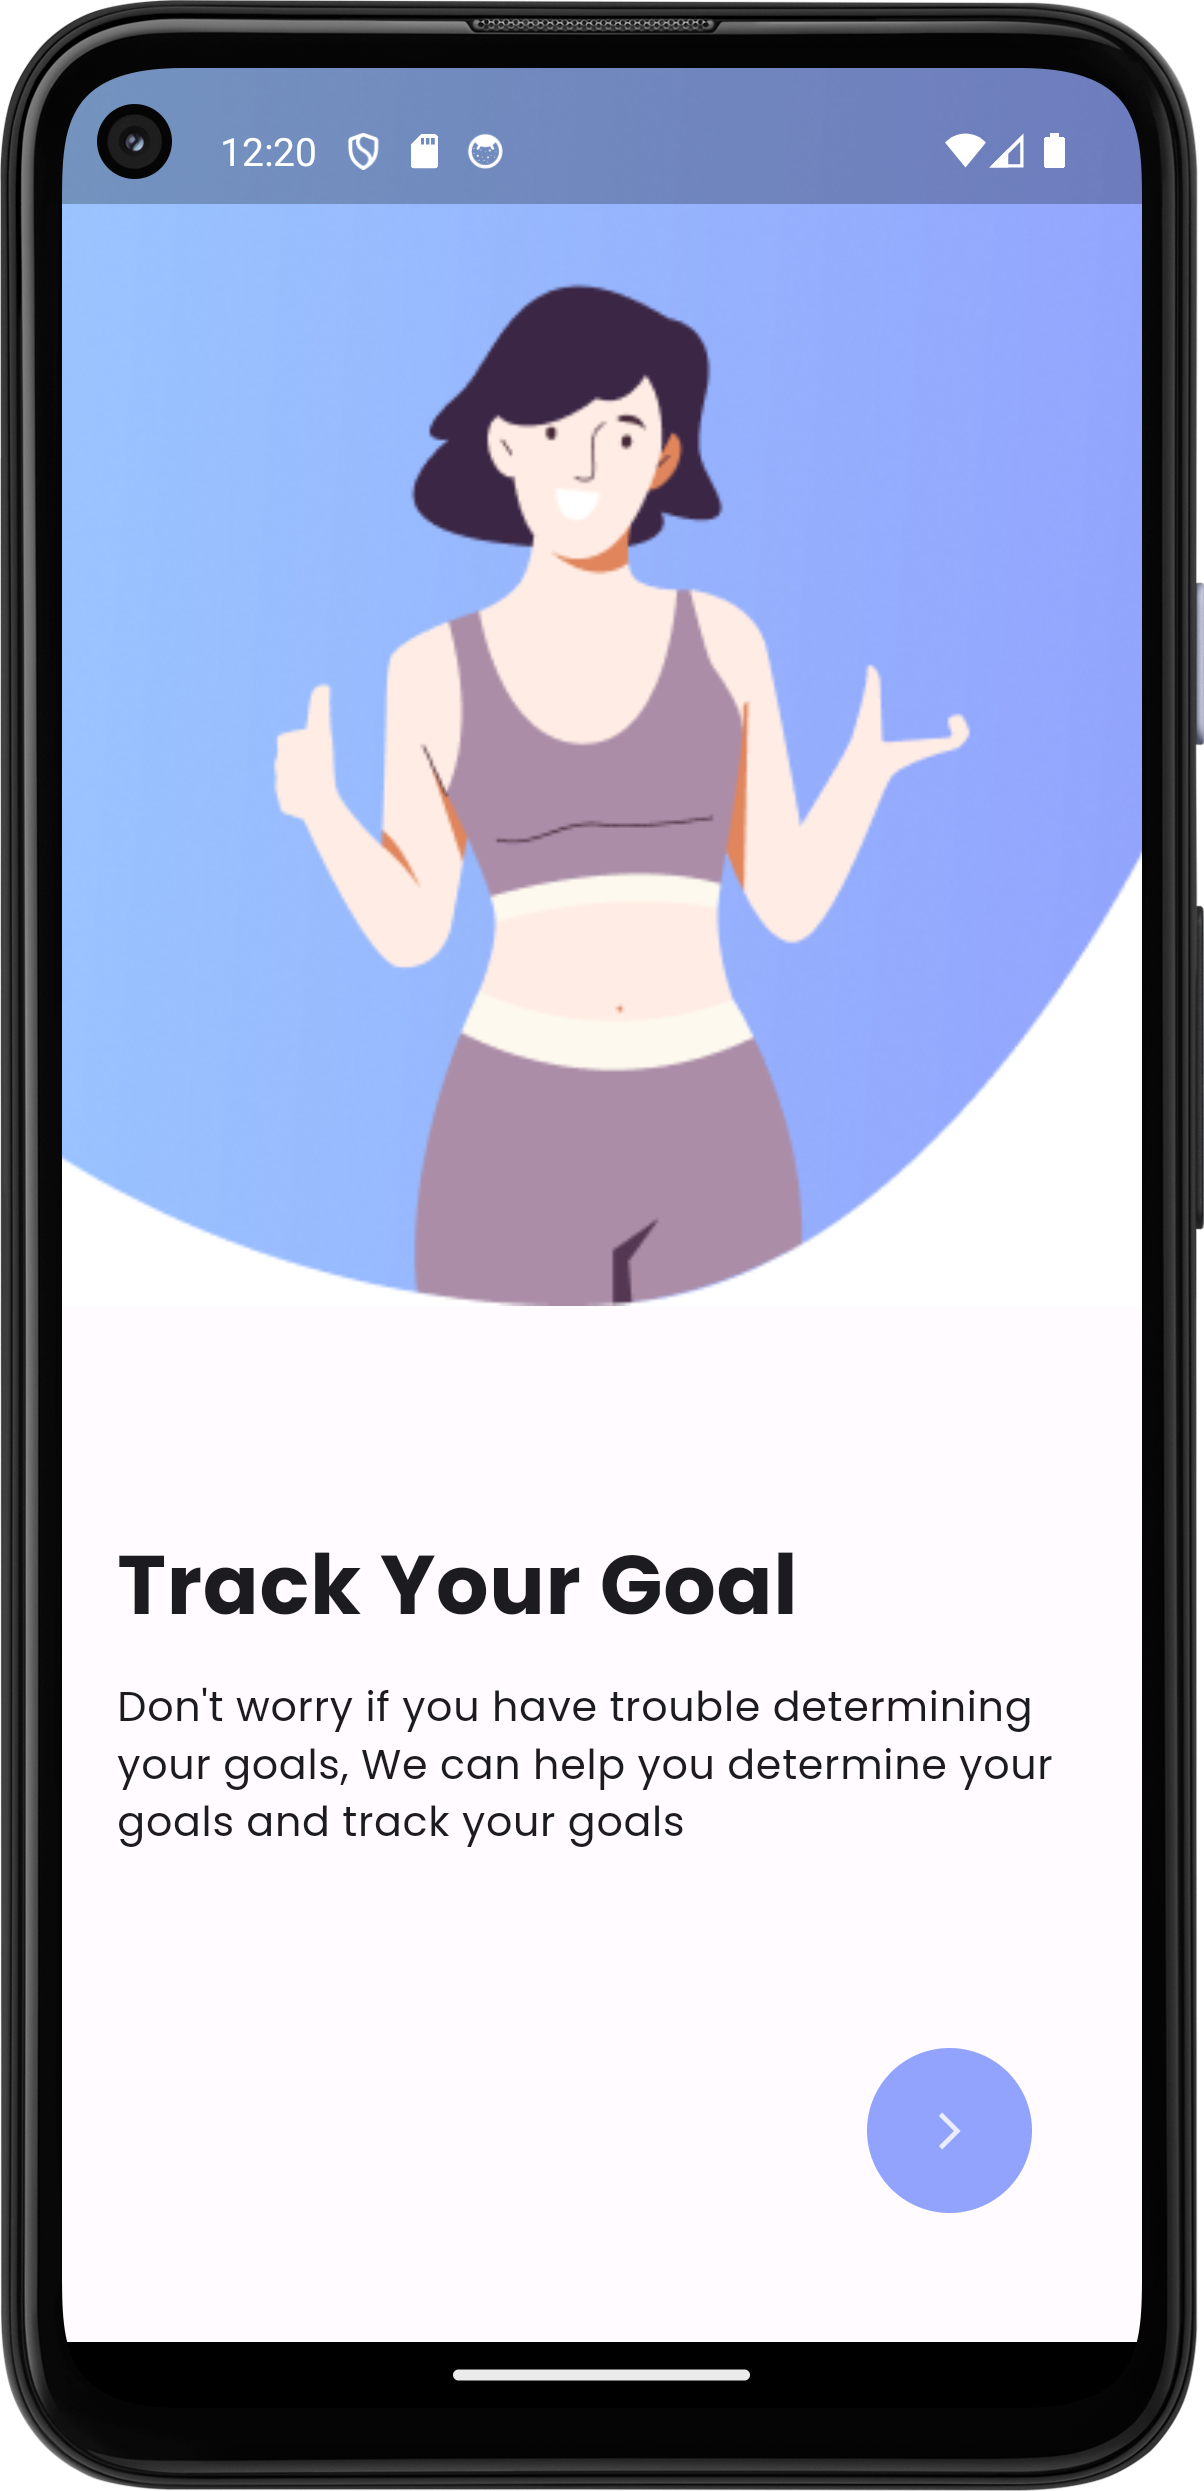 12:20
Track Your Goal
Don't worry if you have trouble determining
your goals, We can help you determine your
goals and track your goals